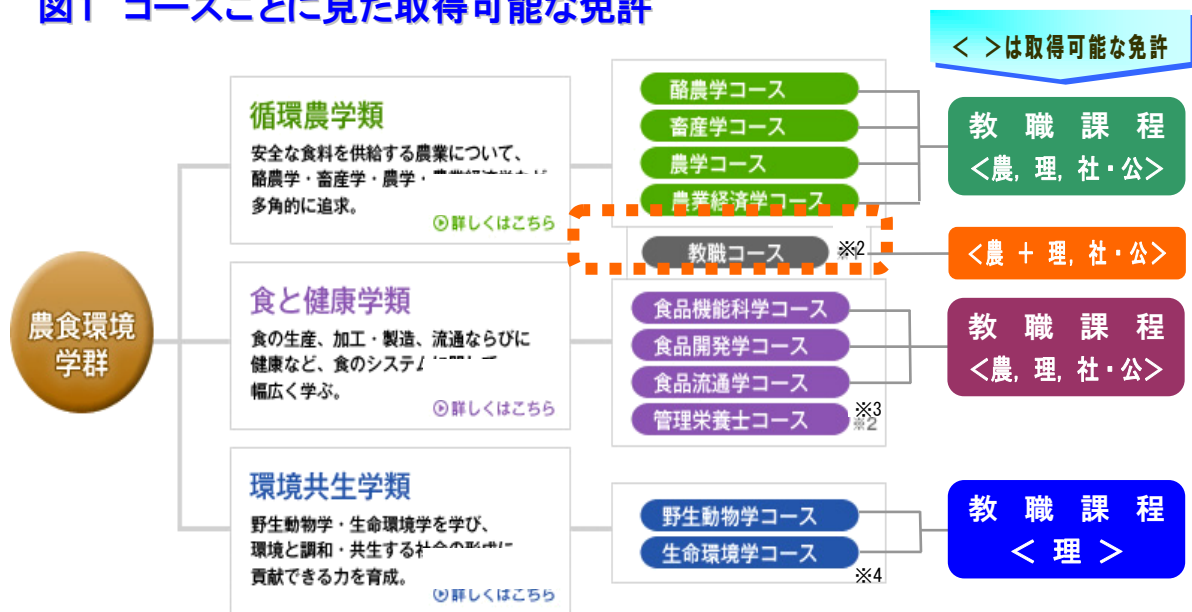 図1 コースごとに見た取得可能な免許
< >は取得可能な免許
農食環境
学群
循環農学類
安全な食料を供給する農業について、
酪農学・畜産学・農学・
多角的に追求。
詳しくはこちら
酪農学コース
畜産学コース
農学コース
農業経済学コース
教職課程
<農, 理, 社・公>
教職コース
※2
<農 + 理, 社・公>
食と健康学類
食の生産、加工・製造、流通ならびに
健康など、食のシステム
幅広く学ぶ。
詳しくはこちら
食品機能科学コース
食品開発学コース
食品流通学コース
管理栄養士コース
※3
※2
教職課程
<農, 理, 社・公>
環境共生学類
野生動物学・生命環境学を学び、
環境と調和・共生する社会の形成に
貢献できる力を育成。
詳しくはこちら
野生動物学コース
生命環境学コース
※4
教職課程
< 理 >